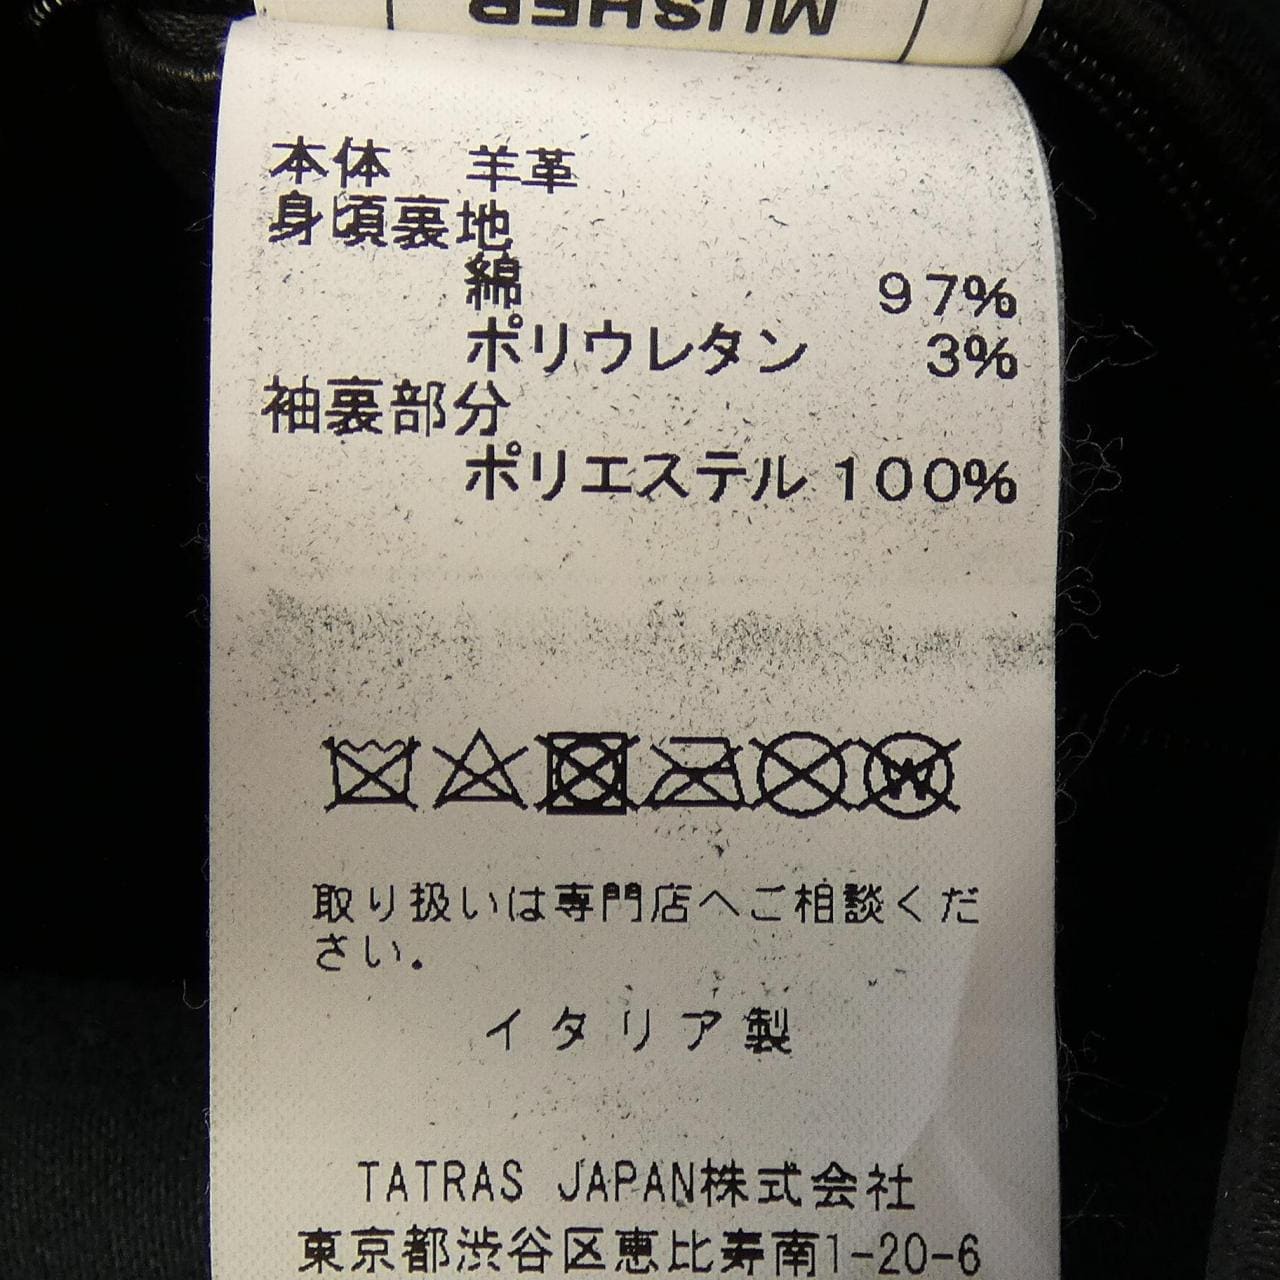 MUSHER
本体 羊革
身頃裏地
綿 97%
ポリウレタン 3%
袖裏部分
ポリエステル 100%
W
取り扱いは専門店へご相談くだ
さい。
イタリア製
TATRAS JAPAN株式会社
東京都渋谷区恵比寿南1-20-6